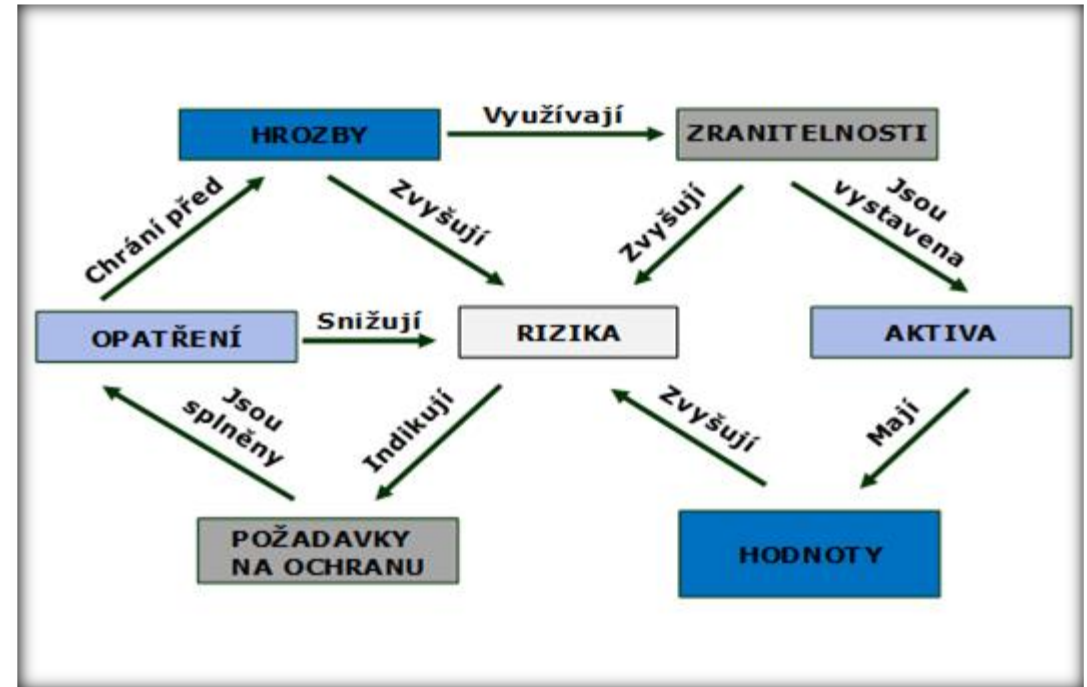 Využívají
HROZBY
ZRANITELNOSTI
Chrání před
Zvyšují
Zvyšují
Jsou
vystavena
OPATŘENÍ
Snižují
RIZIKA
AKTIVA
Jsou
splněny
Indikují
Zvyšují
Mají
POŽADAVKY
NA OCHRANU
HODNOTY